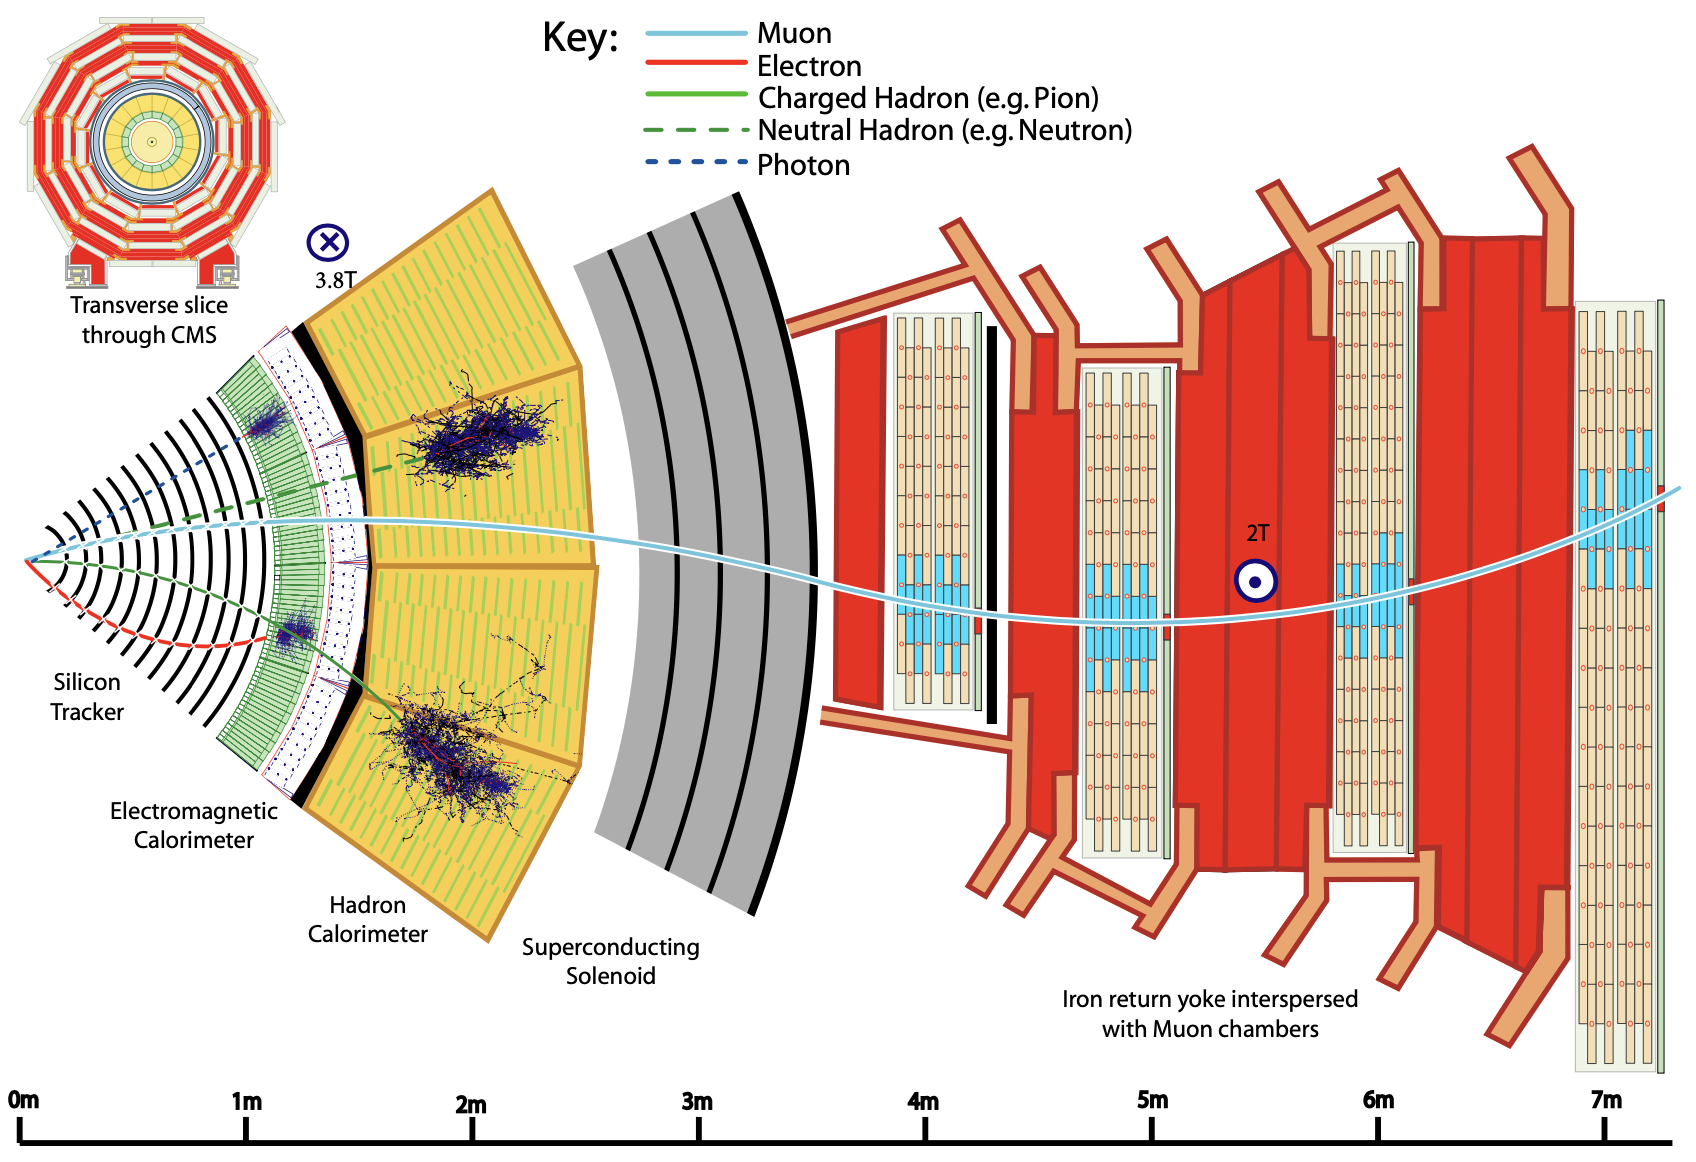 Key:
Muon
Electron
Charged Hadron (e.g. Pion)
Neutral Hadron (e.g. Neutron)
Photon
Transverse slice
through CMS
3.8T
2T
Silicon
Tracker
Electromagnetic
Calorimeter
Hadron
Calorimeter
Superconducting
Solenoid
Iron return yoke interspersed
with Muon chambers
0m 1m 2m 3m 4m 5m 6m 7m